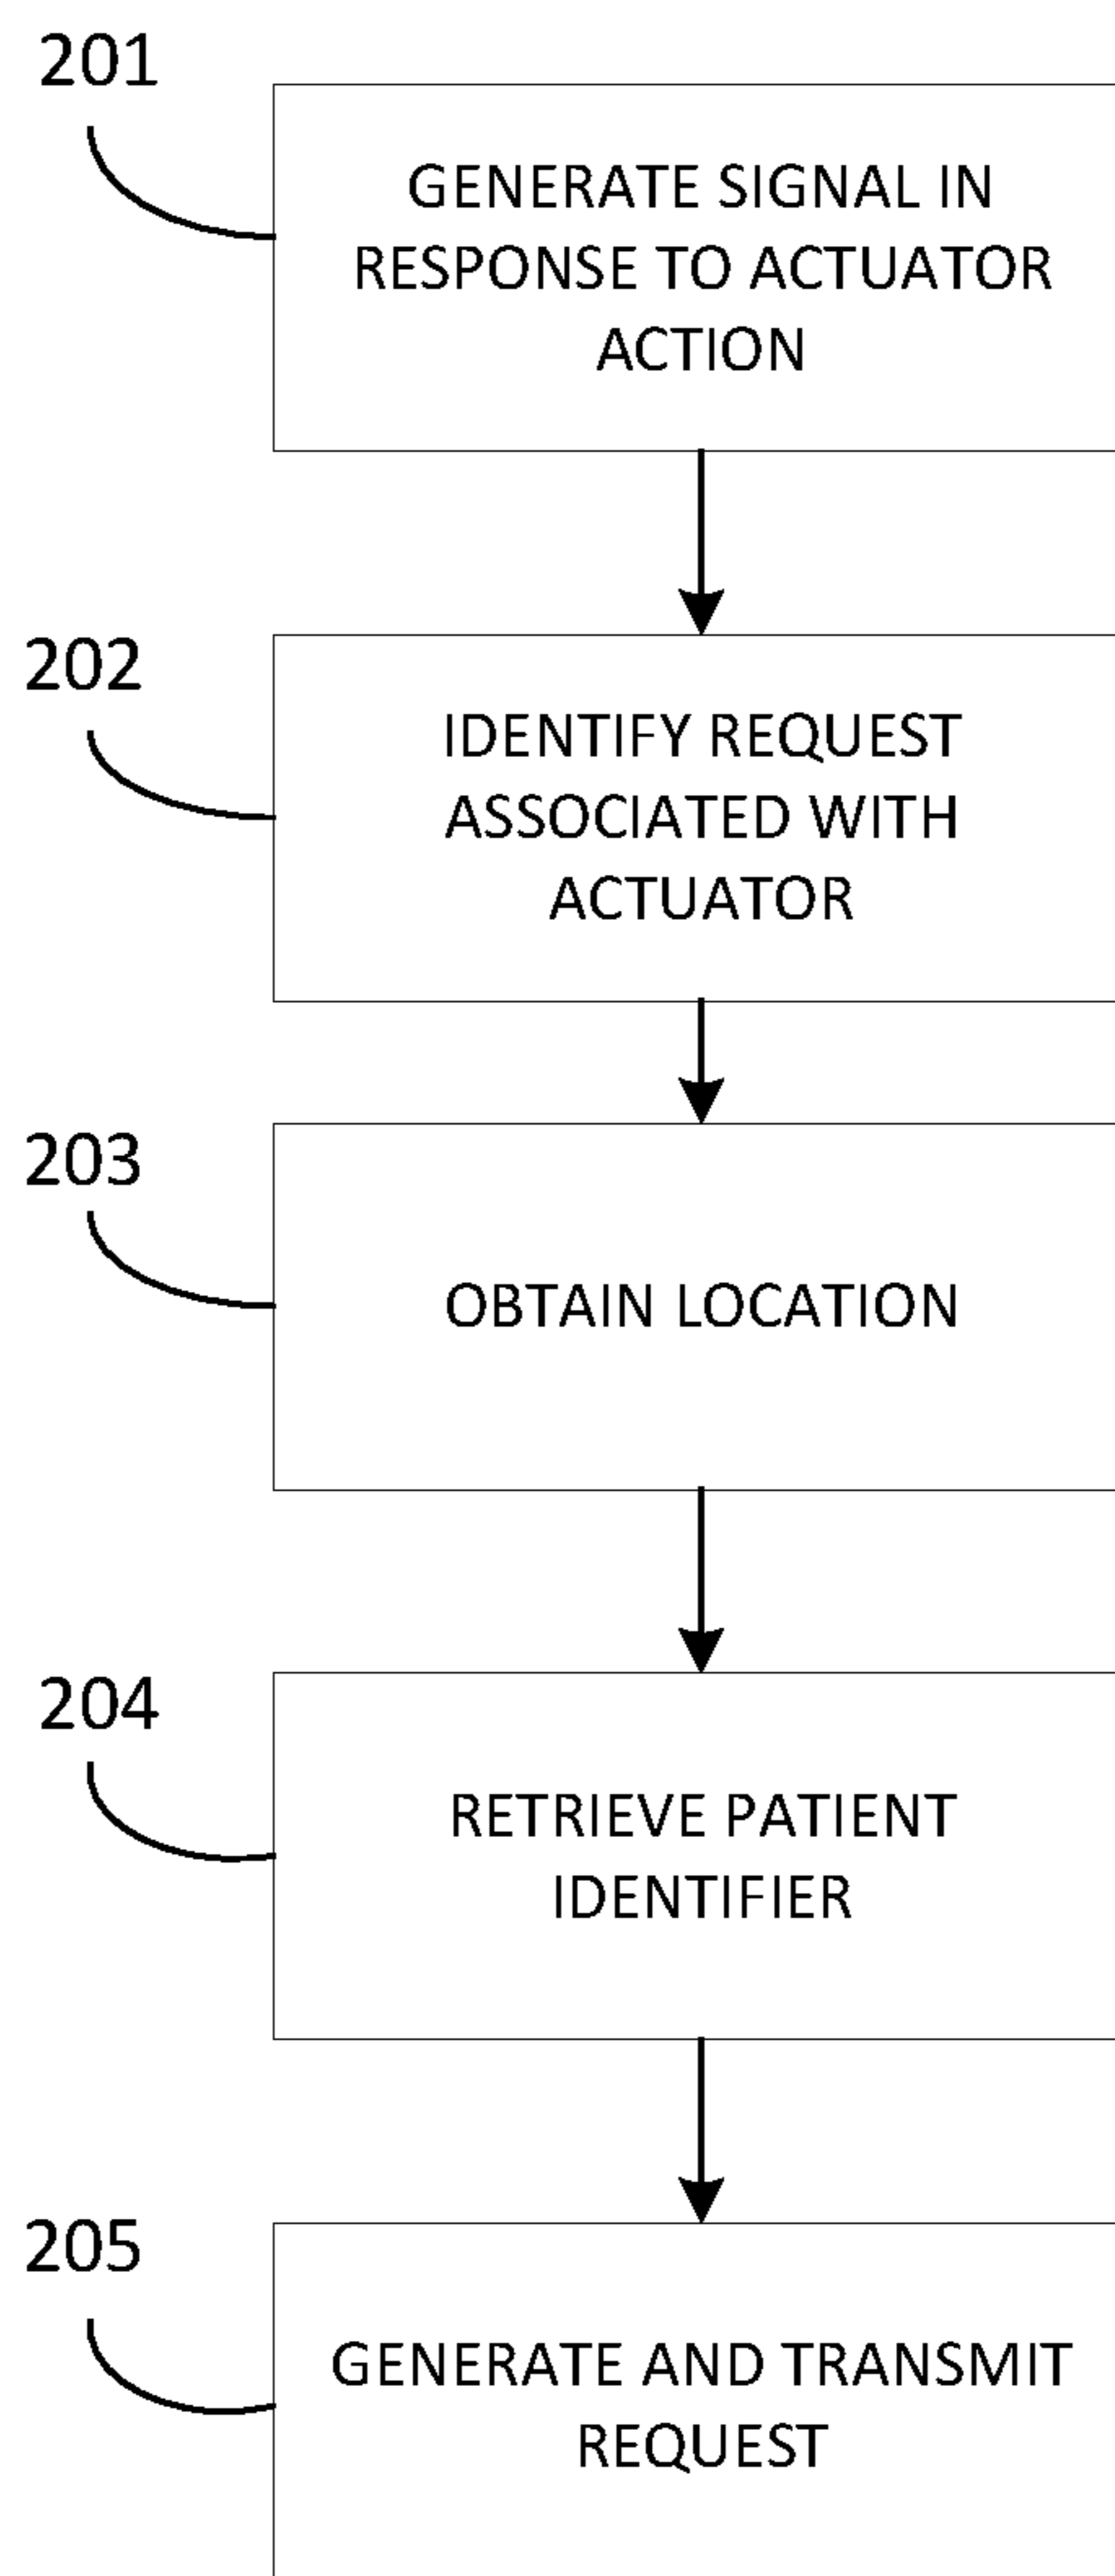 201
GENERATE SIGNAL IN
RESPONSE TO ACTUATOR
ACTION
202
IDENTIFY REQUEST
ASSOCIATED WITH
ACTUATOR
203
OBTAIN LOCATION
204
RETRIEVE PATIENT
IDENTIFIER
205
GENERATE AND TRANSMIT
REQUEST